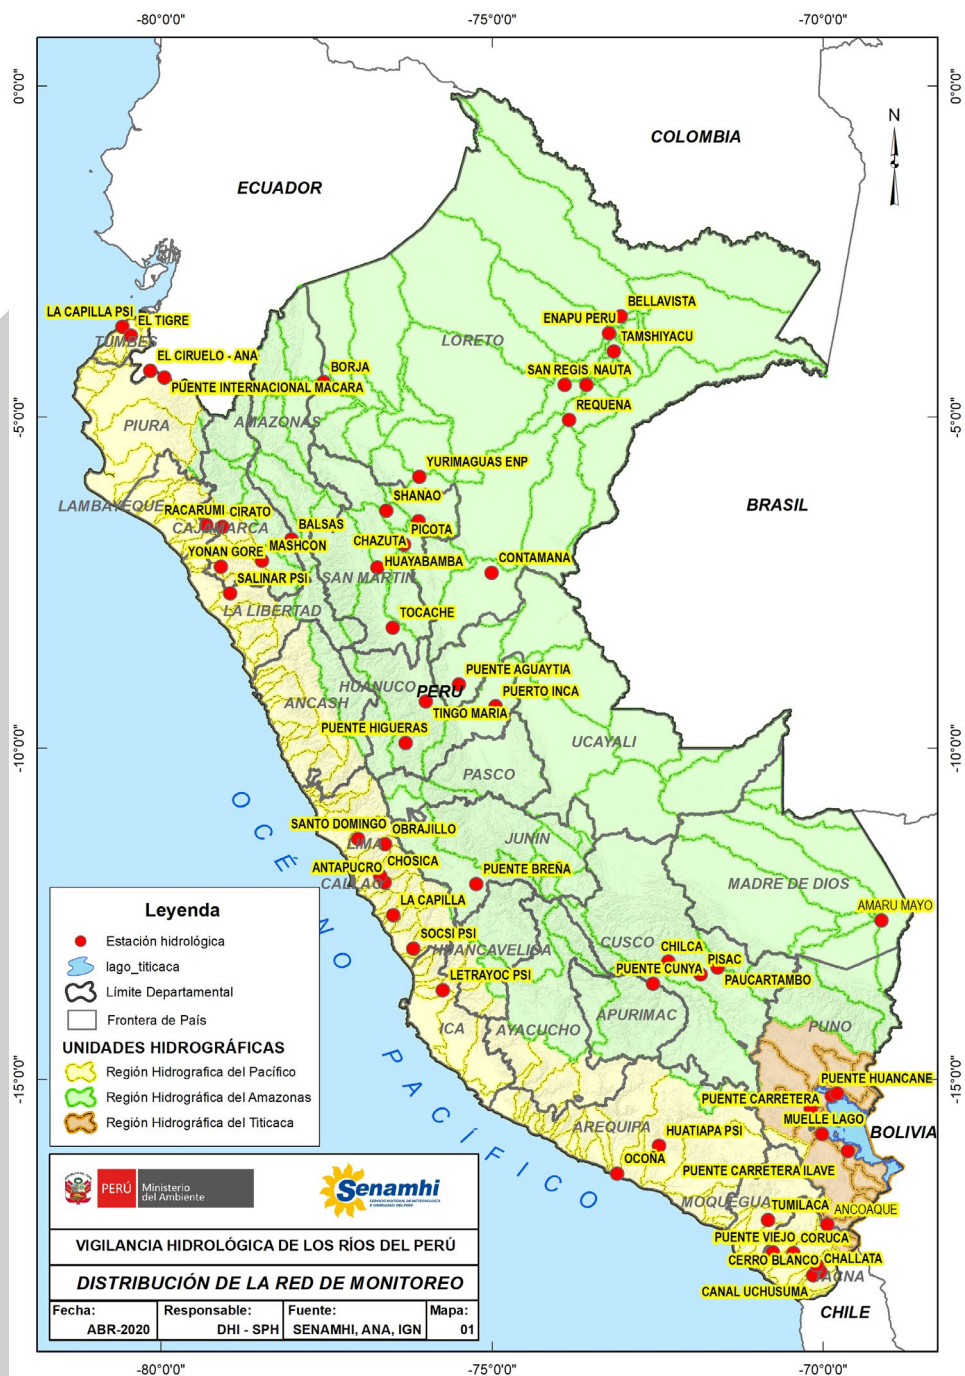 -80°0'0"
-75°0'0"
-70°0'0"
0°0'0"
0°0'0"
N
COLOMBIA
ECUADOR
BELLAVISTA
LA CAPILLA PSI
EL TIGRE
ENAPU PERU
TUMBES
LORETO
TAMSHIYACU
EL CIRUELO - ANA
BORJA
SAN REGIS
NAUTA
PUENTE INTERNACIONAL MACARA
REQUENA
-5°0'0"
-5°0'0"
PIURA
AMAZONAS
YURIMAGUAS ENP
SHANAO
LAMBAYEQUE
RACARUMI
CIRATO
BRASIL
CAJAMARCA
BALSAS
PICOTA
YONAN GORE
MASHCON
CHAZUTA
HUAYABAMBA
CONTAMANA
SALINAR PSI
SAN MARTIN
LA LIBERTAD
TOCACHE
PUENTE AGUAYTIA
HUANUCO
PERU
PUERTO INCA
ANCASH
TINGO MARIA
PUENTE HIGUERAS
UCAYALI
-10°0'0"
-10°0'0"
PASCO
OCÉANO PACÍFICO
SANTO DOMINGO
OBRAJILLO
LIMA
JUNIN
ANTAPUCRO
CHOSICA
PUENTE BREÑA
CALLAO
MADRE DE DIOS
LA CAPILLA
AMARU MAYO
SOCSI PSI
HUANCAVELICA
CUSCO
CHILCA
PUENTE CUNYA
PISAC
PAUCARTAMBO
LETRAYOC PSI
ICA
AYACUCHO
APURIMAC
PUNO
-15°0'0"
-15°0'0"
PUENTE HUANCANE
PUENTE CARRETERA
MUELLE LAGO
BOLIVIA
AREQUIPA
HUATIAPA PSI
OCOÑA
PUENTE CARRETERA ILAVE
MOQUEGUA
TUMILACA
ANCOAQUE
PUENTE VIEJO
CORUCA
CERRO BLANCO
CHALLATA
TACNA
CANAL UCHUSUMA
CHILE
Leyenda
Estación hidrológica
lago_titicaca
Límite Departamental
Frontera de País
UNIDADES HIDROGRÁFICAS
Región Hidrografica del Pacífico
Región Hidrográfica del Amazonas
Región Hidrográfica del Titicaca
PERÚ
Ministerio
del Ambiente
Senamhi
SERVICIO NACIONAL DE METEOROLOGÍA
E HIDROLOGÍA DEL PERÚ
VIGILANCIA HIDROLÓGICA DE LOS RÍOS DEL PERÚ
DISTRIBUCIÓN DE LA RED DE MONITOREO
Fecha:
ABR-2020
Responsable:
DHI - SPH
Fuente:
SENAMHI, ANA, IGN
Mapa:
01
-80°0'0"
-75°0'0"
-70°0'0"